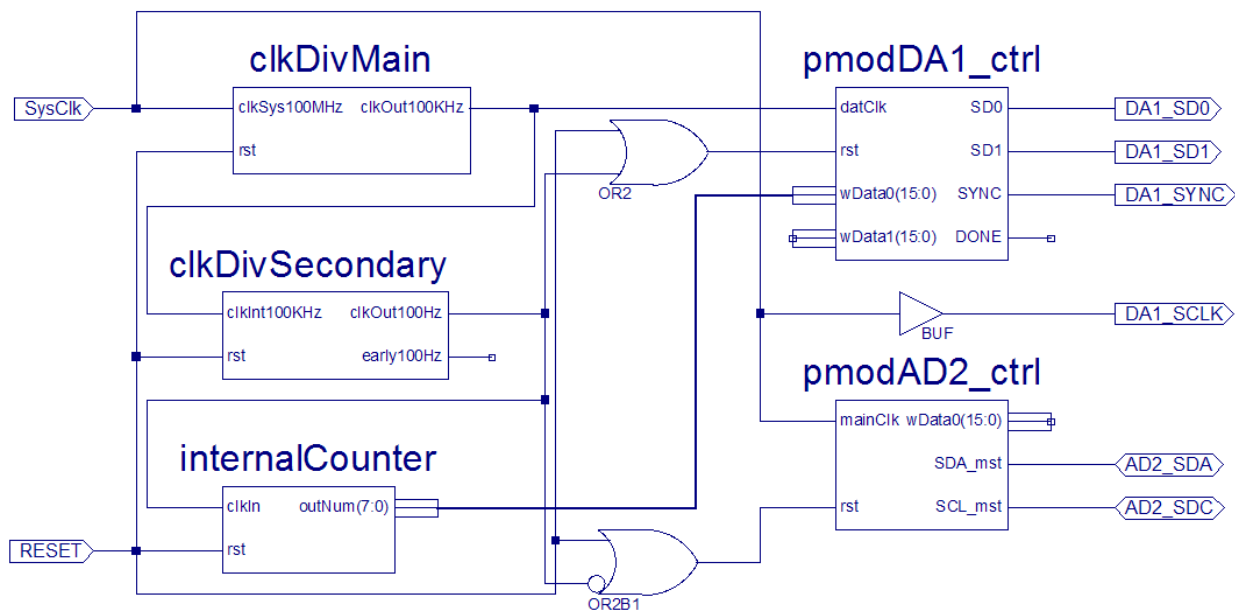 clkDivMain
pmodDA1_ctrl
SysClk
clkSys100MHz clkOut100KHz
rst
datClk SD0
DA1_SD0
rst SD1
DA1_SD1
OR2
wData0(15:0) SYNC
DA1_SYNC
wData1(15:0) DONE
clkDivSecondary
clkInt100KHz clkOut100Hz
rst early100Hz
BUF
DA1_SCLK
pmodAD2_ctrl
mainClk wData0(15:0)
SDA_mst
AD2_SDA
rst SCL_mst
AD2_SDC
internalCounter
clkIn outNum(7:0)
rst
RESET
OR2B1